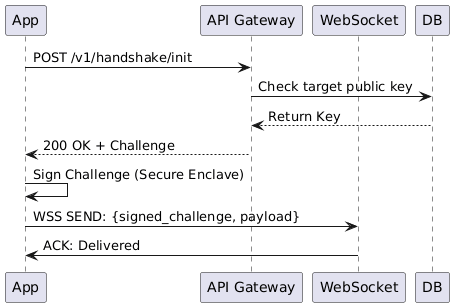 App API Gateway WebSocket DB
POST /v1/handshake/init
Check target public key
Return Key
200 OK + Challenge
Sign Challenge (Secure Enclave)
WSS SEND: {signed_challenge, payload}
ACK: Delivered
App API Gateway WebSocket DB